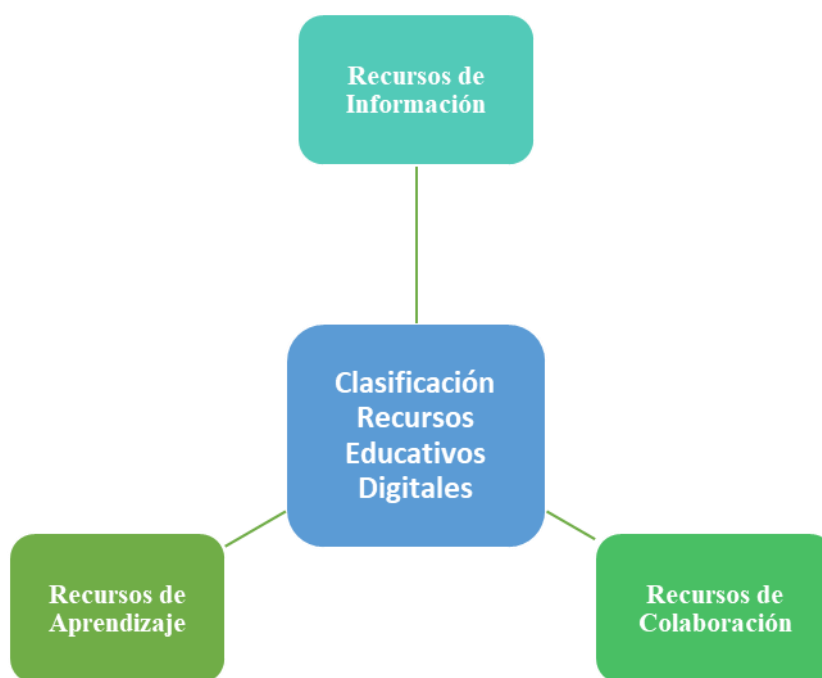 Recursos de
Información
Clasificación
Recursos
Educativos
Digitales
Recursos de
Aprendizaje
Recursos de
Colaboración